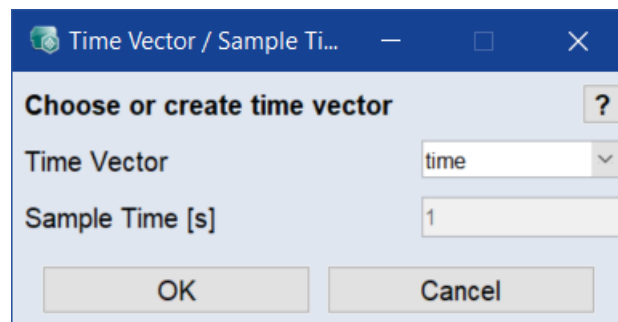 Time Vector / Sample Ti...
Choose or create time vector ?
Time Vector time
Sample Time [s] 1
OK Cancel